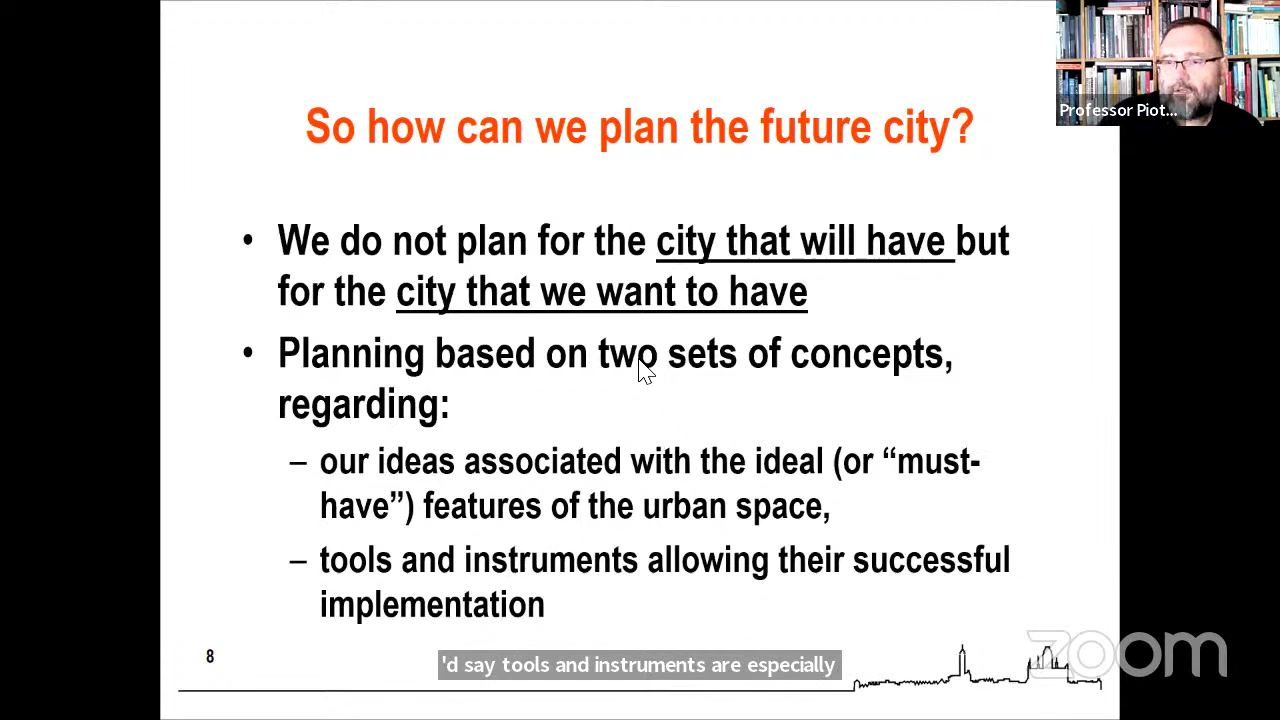 Professor Piot...
So how can we plan the future city?
• We do not plan for the city that will have but
for the city that we want to have
• Planning based on two sets of concepts,
regarding:
– our ideas associated with the ideal (or “must-
have”) features of the urban space,
– tools and instruments allowing their successful
implementation
8
'd say tools and instruments are especially
zoom